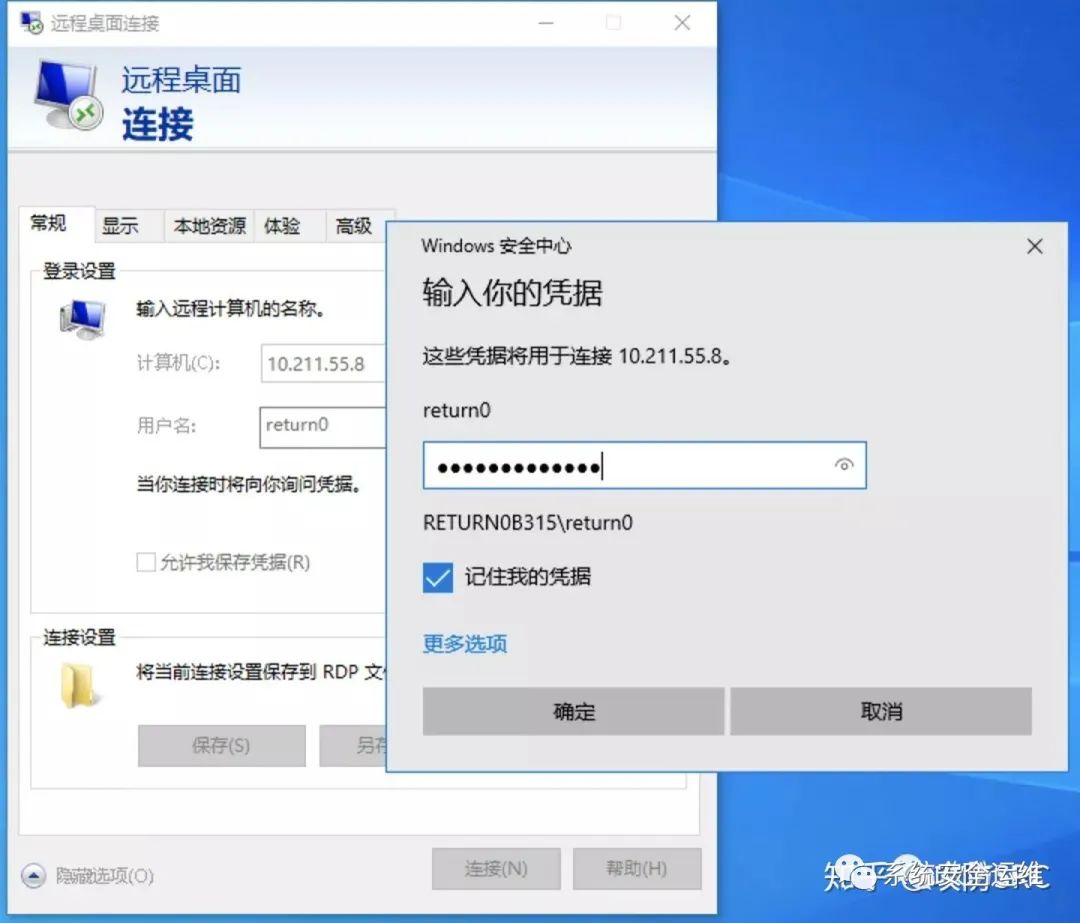 远程桌面连接
远程桌面
连接
常规 显示 本地资源 体验 高级
登录设置
输入远程计算机的名称。
计算机(C): 10.211.55.8
用户名: return0
当你连接时将向你询问凭据。
允许我保存凭据(R)
连接设置
将当前连接设置保存到 RDP 文
保存(S) 另存
隐藏选项(O) 连接(N) 帮助(H)
Windows 安全中心
输入你的凭据
这些凭据将用于连接 10.211.55.8。
return0
●●●●●●●●●●●●●
RETURN0B315\return0
记住我的凭据
更多选项
确定 取消
系统安全运维